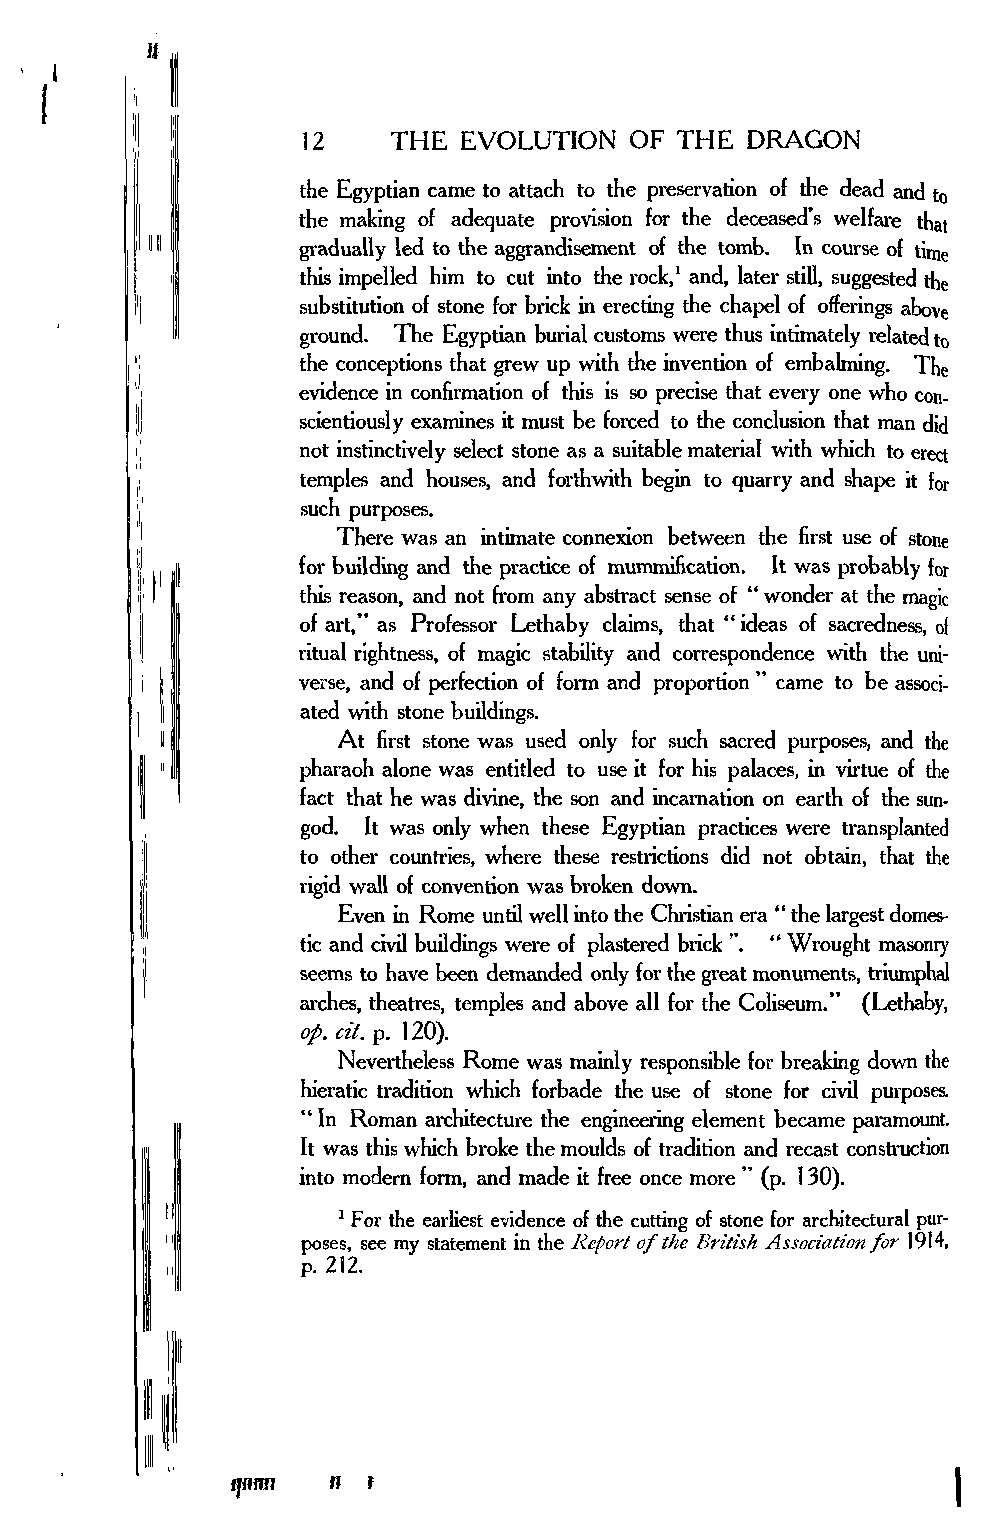 12 THE EVOLUTION OF THE DRAGON
the Egyptian came to attach to the preservation of the dead and to
the making of adequate provision for the deceased's welfare that
gradually led to the aggrandisement of the tomb. In course of time
this impelled him to cut into the rock,¹ and, later still, suggested the
substitution of stone for brick in erecting the chapel of offerings above
ground. The Egyptian burial customs were thus intimately related to
the conceptions that grew up with the invention of embalming. The
evidence in confirmation of this is so precise that every one who con-
scientiously examines it must be forced to the conclusion that man did
not instinctively select stone as a suitable material with which to erect
temples and houses, and forthwith begin to quarry and shape it for
such purposes.
There was an intimate connexion between the first use of stone
for building and the practice of mummification. It was probably for
this reason, and not from any abstract sense of “ wonder at the magic
of art,” as Professor Lethaby claims, that “ ideas of sacredness, of
ritual rightness, of magic stability and correspondence with the uni-
verse, and of perfection of form and proportion ” came to be associ-
ated with stone buildings.
At first stone was used only for such sacred purposes, and the
pharaoh alone was entitled to use it for his palaces, in virtue of the
fact that he was divine, the son and incarnation on earth of the sun-
god. It was only when these Egyptian practices were transplanted
to other countries, where these restrictions did not obtain, that the
rigid wall of convention was broken down.
Even in Rome until well into the Christian era “ the largest domes-
tic and civil buildings were of plastered brick ”. “ Wrought masonry
seems to have been demanded only for the great monuments, triumphal
arches, theatres, temples and above all for the Coliseum.” (Lethaby,
op. cit. p. 120).
Nevertheless Rome was mainly responsible for breaking down the
hieratic tradition which forbade the use of stone for civil purposes.
“ In Roman architecture the engineering element became paramount.
It was this which broke the moulds of tradition and recast construction
into modern form, and made it free once more ” (p. 130).
¹ For the earliest evidence of the cutting of stone for architectural pur-
poses, see my statement in the Report of the British Association for 1914,
p. 212.